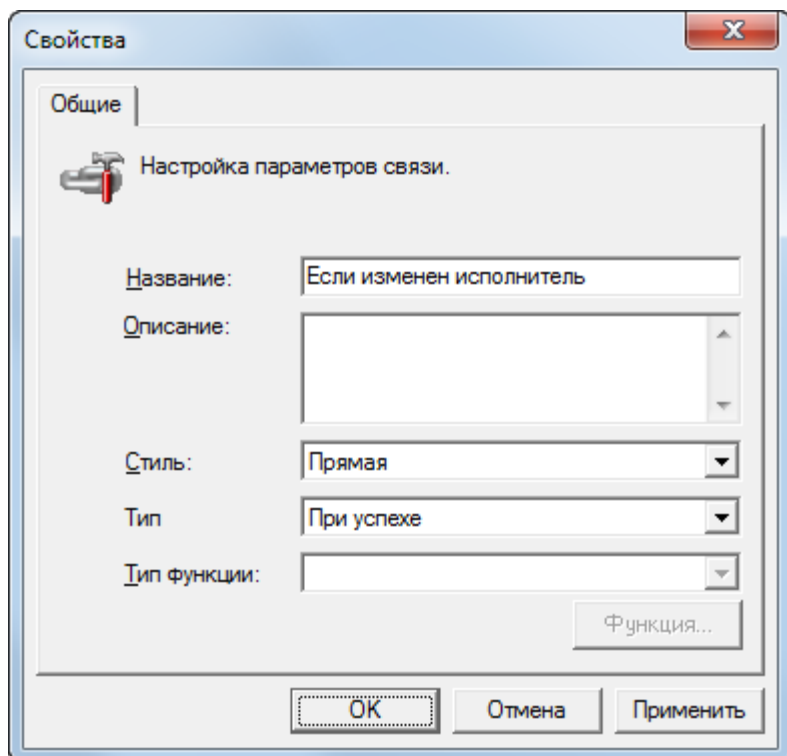 Свойства
Общие
Настройка параметров связи.
Название: Если изменен исполнитель
Описание:
Стиль: Прямая
Тип При успехе
Тип функции:
Функция...
OK Отмена Применить